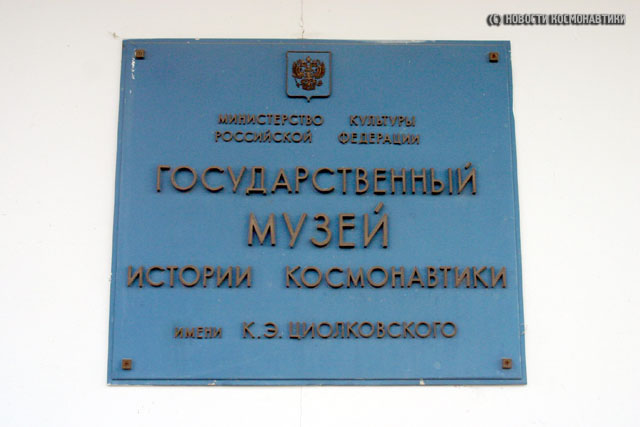 (C) НОВОСТИ КОСМОНАВТИКИ
МИНИСТЕРСТВО КУЛЬТУРЫ
РОССИЙСКОЙ ФЕДЕРАЦИИ
ГОСУДАРСТВЕННЫЙ
МУЗЕЙ
ИСТОРИИ КОСМОНАВТИКИ
ИМЕНИ К.Э. ЦИОЛКОВСКОГО